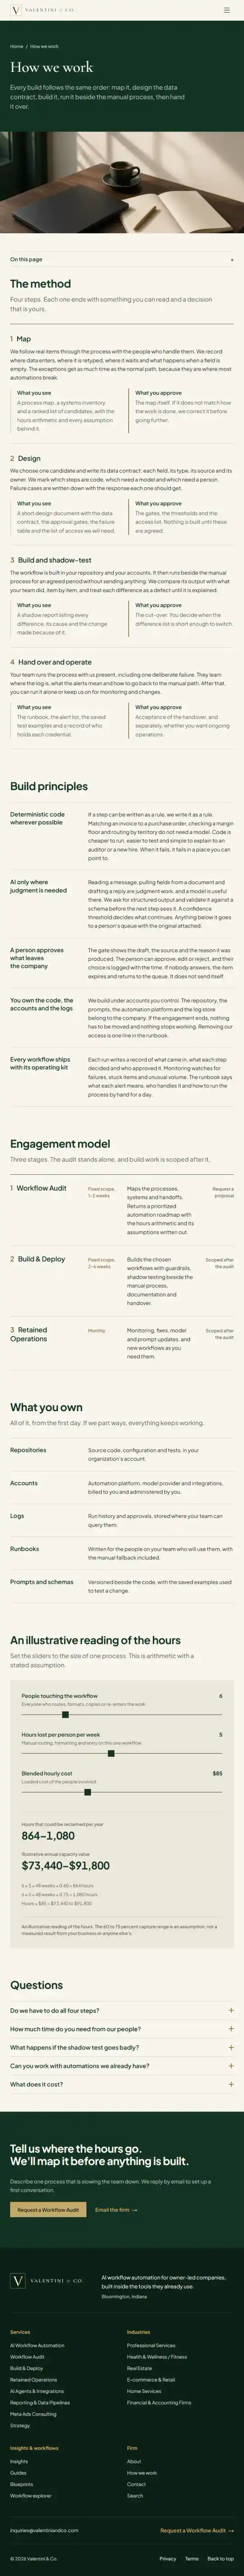 VALENTINI & CO.
Home / How we work
How we work
Every build follows the same order: map it, design the data
contract, build it, run it beside the manual process, then hand
it over.
On this page
The method
Four steps. Each one ends with something you can read and a decision
that is yours.
1 Map
We follow real items through the process with the people who handle them. We record
where data enters, where it is retyped, where it waits and what happens when a field is
empty. The exceptions get as much time as the normal path, because they are where most
automations break.
What you see
A process map, a systems inventory
and a ranked list of candidates, with the
hours arithmetic and every assumption
behind it.
What you approve
The map itself. If it does not match how
the work is done, we correct it before
going further.
2 Design
We choose one candidate and write its data contract: each field, its type, its source and its
owner. We mark which steps are code, which need a model and which need a person.
Failure cases are written down with the response each one should get.
What you see
A short design document with the data
contract, the approval gates, the failure
table and the list of access we will need.
What you approve
The gates, the thresholds and the
access list. Nothing is built until these
are agreed.
3 Build and shadow-test
The workflow is built in your repository and your accounts. It then runs beside the manual
process for an agreed period without sending anything. We compare its output with what
your team did, item by item, and treat each difference as a defect until it is explained.
What you see
A shadow report listing every
difference, its cause and the change
made because of it.
What you approve
The cut-over. You decide when the
difference list is short enough to switch.
4 Hand over and operate
Your team runs the process with us present, including one deliberate failure. They learn
where the log is, what the alerts mean and how to go back to the manual path. After that,
you can run it alone or keep us on for monitoring and changes.
What you see
The runbook, the alert list, the saved
test examples and a record of who
holds each credential.
What you approve
Acceptance of the handover, and
separately, whether you want ongoing
operations.
Build principles
Deterministic code
wherever possible
If a step can be written as a rule, we write it as a rule.
Matching an invoice to a purchase order, checking a margin
floor and routing by deal type do not need a model. Code is
cheaper to run, easier to test and simple to explain to an
auditor or a new hire. When it fails, it fails in a place you can
point to.
AI only where
judgment is needed
Reading a message, pulling fields from a document and
drafting a reply are judgment work, and a model is useful
there. We ask for structured output and validate it against a
schema before the next step uses it. A confidence
threshold decides what continues. Anything below it goes
to a person's queue with the original attached.
A person approves
what leaves
the company
The gate shows the draft, the source and the reason it was
produced. The person can approve, edit or reject, and their
choice is logged with the item. If nobody answers, the item
expires and returns to the queue. It does not send itself.
You own the code, the
accounts and the logs
We build under accounts you control. The repository, the
prompts, the automation platform and the log store
belong to the company. If the engagement ends, nothing
has to be moved and nothing stops working. Removing our
access is one line in the runbook.
Every workflow ships
with its operating kit
Each run writes a record of what came in, what each step
decided and who approved it. Monitoring watches for
failures, stuck items and unusual volume. The runbook says
what each alert means, who handles it and how to run the
process by hand for a day.
Engagement model
Three stages. The audit stands alone, and build work is scoped after it.
1 Workflow Audit
Fixed scope,
1–2 weeks
Maps the processes,
systems and handoffs.
Returns a prioritized
automation roadmap with
the hours arithmetic and its
assumptions written out.
Request a
proposal
2 Build & Deploy
Fixed scope,
2–6 weeks
Builds the chosen
workflows with guardrails,
shadow testing beside the
manual process,
documentation and
handover.
Scoped after
the audit
3 Retained
Operations
Monthly
Monitoring, fixes, model
and prompt updates, and
new workflows as you
need them.
Scoped after
the audit
What you own
All of it, from the first day. If we part ways, everything keeps working.
Repositories
Source code, configuration and tests, in your
organization's account.
Accounts
Automation platform, model provider and integrations,
billed to you and administered by you.
Logs
Run history and approvals, stored where your team can
query them.
Runbooks
Written for the people on your team who will use them, with
the manual fallback included.
Prompts and schemas
Versioned beside the code, with the saved examples used
to test a change.
An illustrative reading of the hours
Set the sliders to the size of one process. This is arithmetic with a
stated assumption.
People touching the workflow 6
Everyone who routes, formats, copies or re-enters the work
Hours lost per person per week 5
Manual routing, formatting and entry on this one workflow
Blended hourly cost $85
Loaded cost of the people involved
Hours that could be reclaimed per year
864–1,080
Illustrative annual capacity value
$73,440–$91,800
6 × 5 × 48 weeks × 0.60 = 864 hours
6 × 5 × 48 weeks × 0.75 = 1,080 hours
Hours × $85 = $73,440 to $91,800
An illustrative reading of the hours. The 60 to 75 percent capture range is an assumption, not a
measured result from your business or anyone else's.
Questions
Do we have to do all four steps?
How much time do you need from our people?
What happens if the shadow test goes badly?
Can you work with automations we already have?
What does it cost?
Tell us where the hours go.
We'll map it before anything is built.
Describe one process that is slowing the team down. We reply by email to set up a
first conversation.
Request a Workflow Audit
Email the firm →
VALENTINI & CO.
AI workflow automation for owner-led companies,
built inside the tools they already use.
Bloomington, Indiana
Services
AI Workflow Automation
Workflow Audit
Build & Deploy
Retained Operations
AI Agents & Integrations
Reporting & Data Pipelines
Meta Ads Consulting
Strategy
Industries
Professional Services
Health & Wellness / Fitness
Real Estate
E-commerce & Retail
Home Services
Financial & Accounting Firms
Insights & workflows
Insights
Guides
Blueprints
Workflow explorer
Firm
About
How we work
Contact
Search
inquiries@valentiniandco.com
Request a Workflow Audit →
© 2026 Valentini & Co.
Privacy Terms Back to top